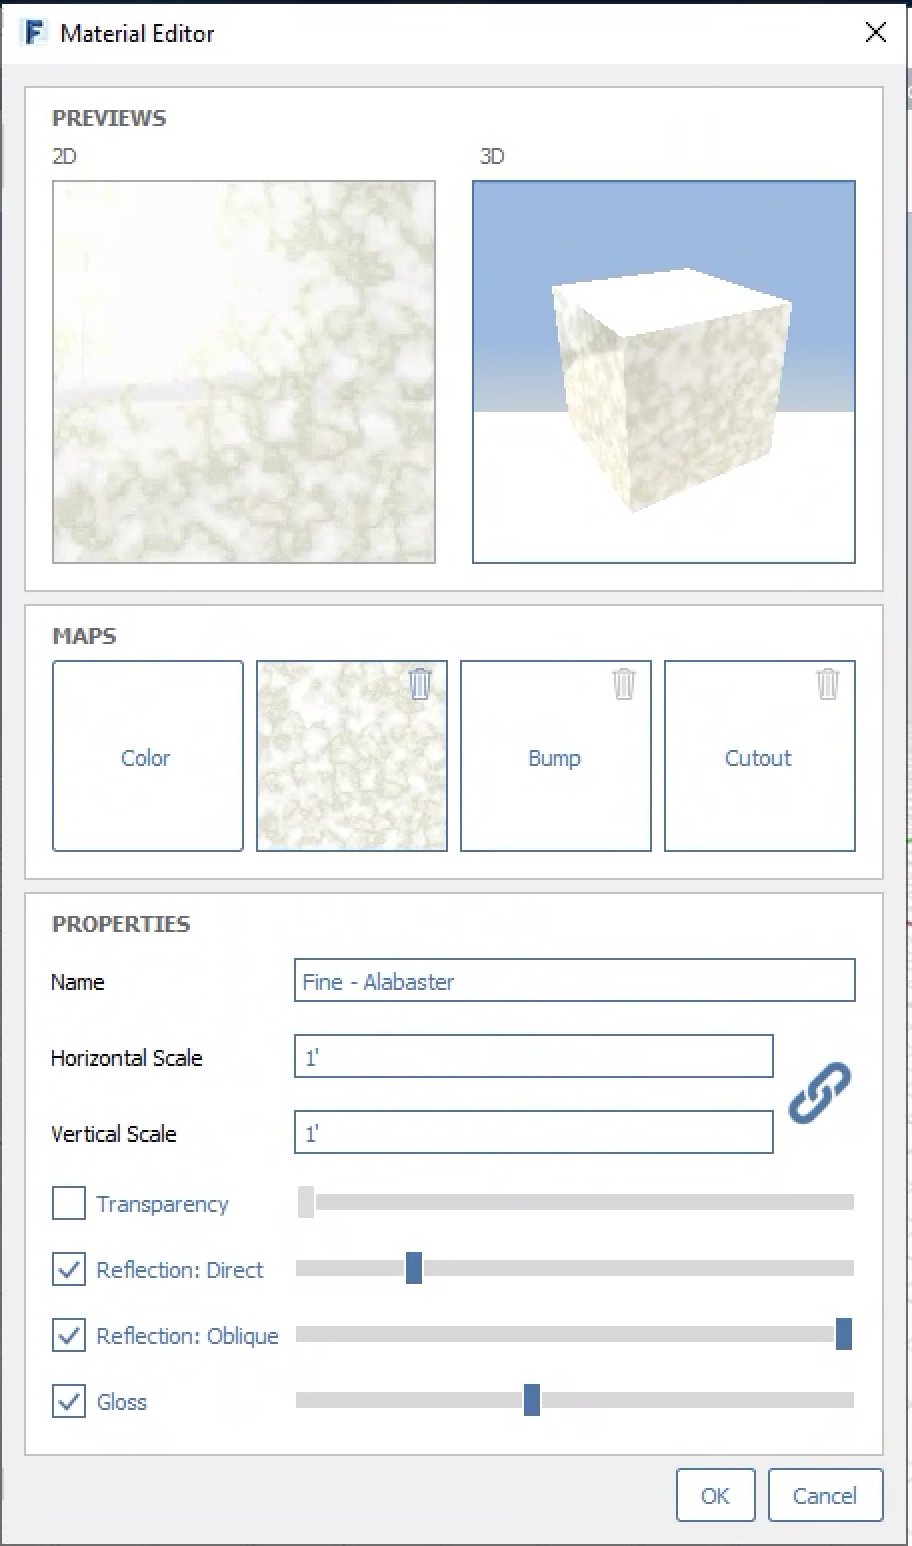 F Material Editor
PREVIEWS
2D 3D
MAPS
Color Bump Cutout
PROPERTIES
Name Fine - Alabaster
Horizontal Scale 1'
Vertical Scale 1'
Transparency
Reflection: Direct
Reflection: Oblique
Gloss
OK Cancel